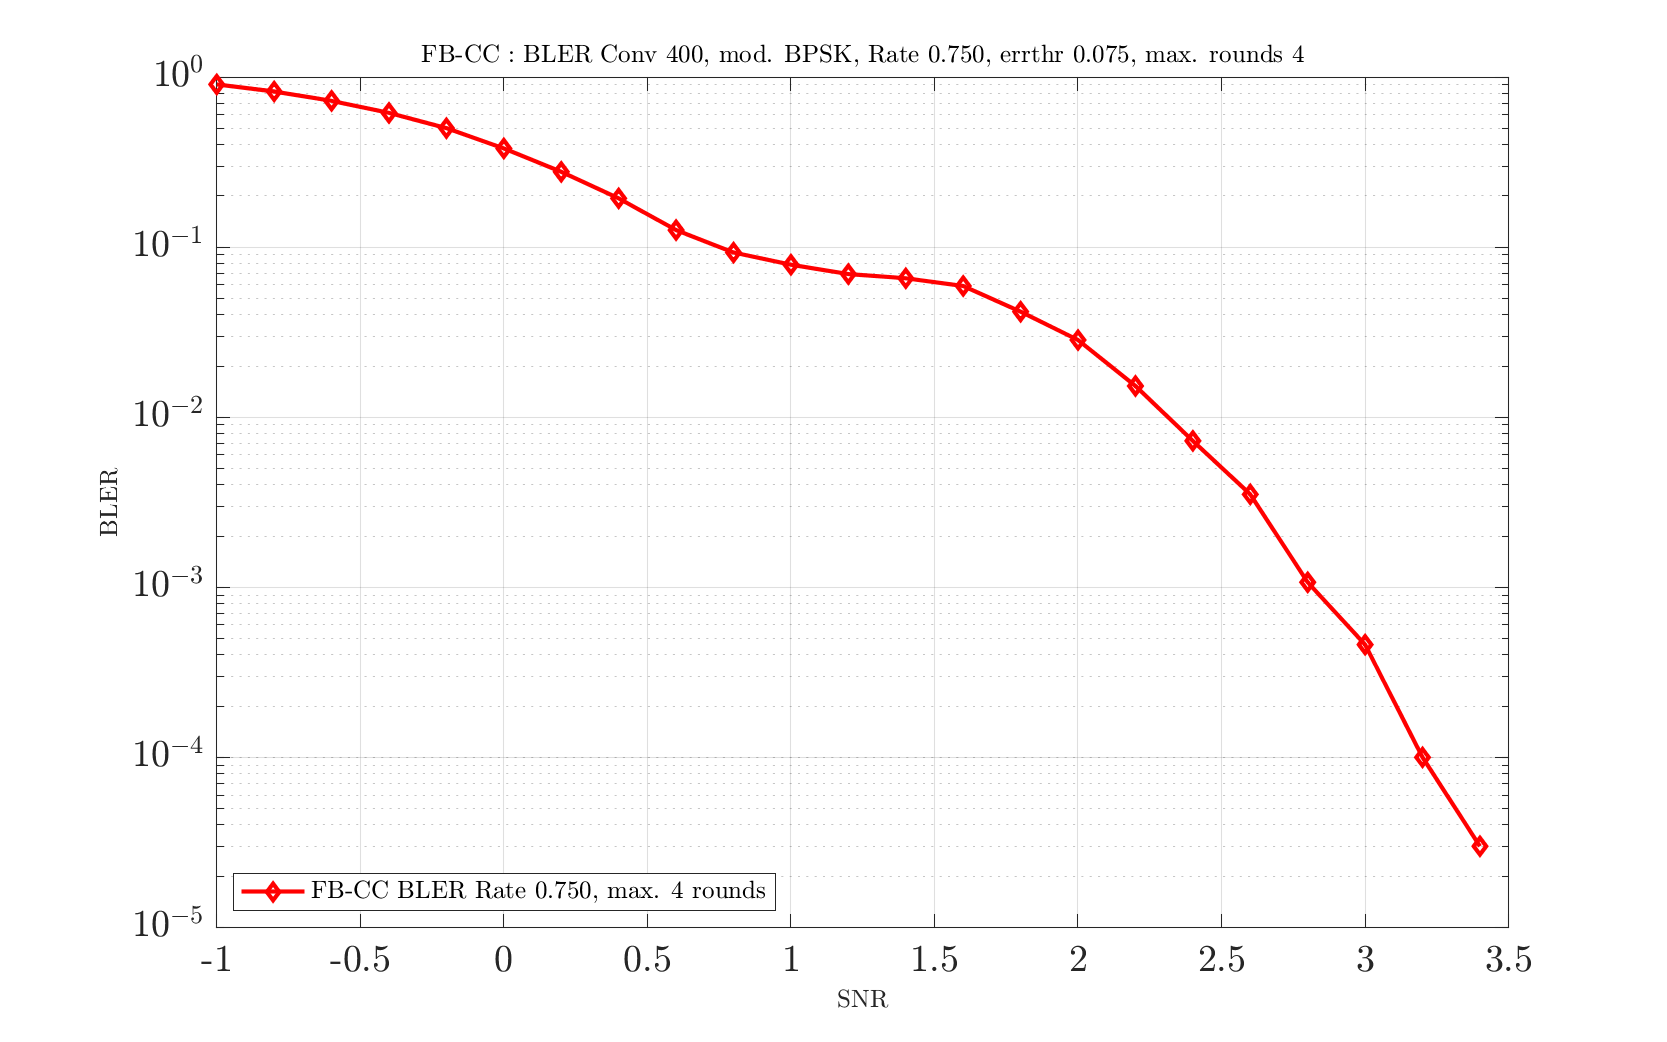 FB-CC : BLER Conv 400, mod. BPSK, Rate 0.750, errthr 0.075, max. rounds 4
10^0
10^{-1}
10^{-2}
10^{-3}
10^{-4}
10^{-5}
BLER
FB-CC BLER Rate 0.750, max. 4 rounds
-1 -0.5 0 0.5 1 1.5 2 2.5 3 3.5
SNR